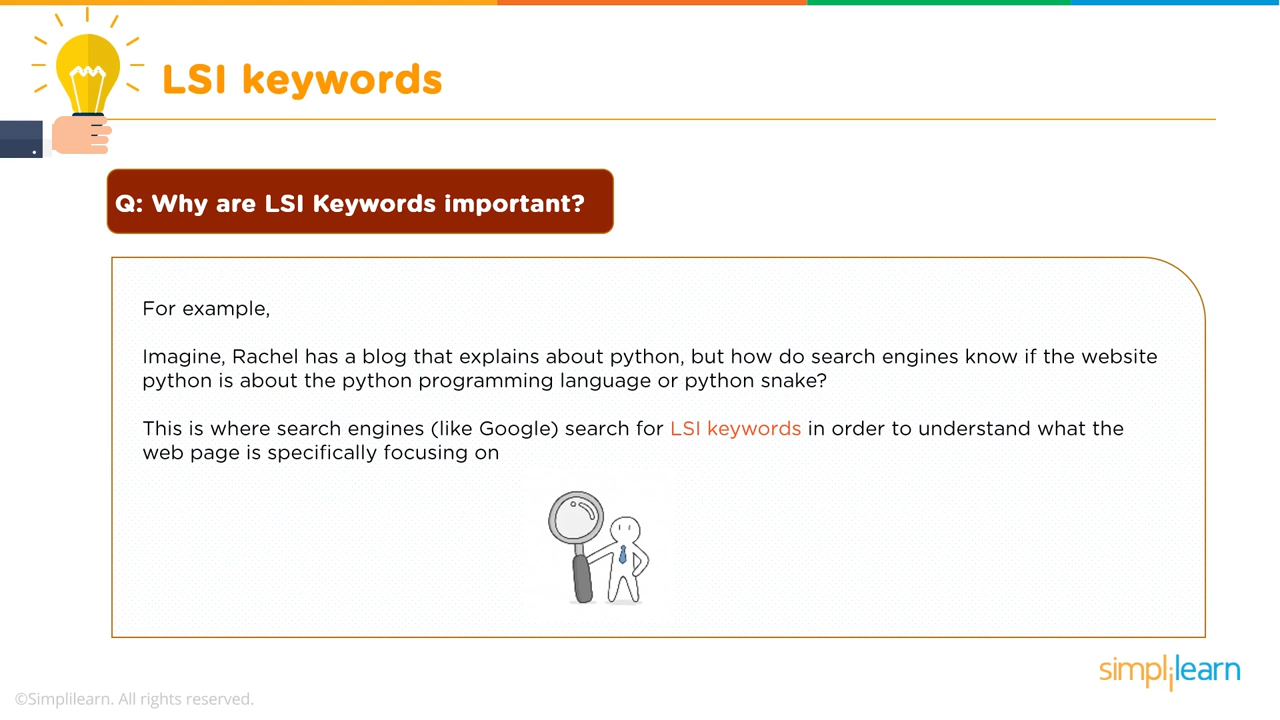 LSI keywords
Q: Why are LSI Keywords important?
For example,
Imagine, Rachel has a blog that explains about python, but how do search engines know if the website
python is about the python programming language or python snake?
This is where search engines (like Google) search for LSI keywords in order to understand what the
web page is specifically focusing on
simplilearn
©Simplilearn. All rights reserved.